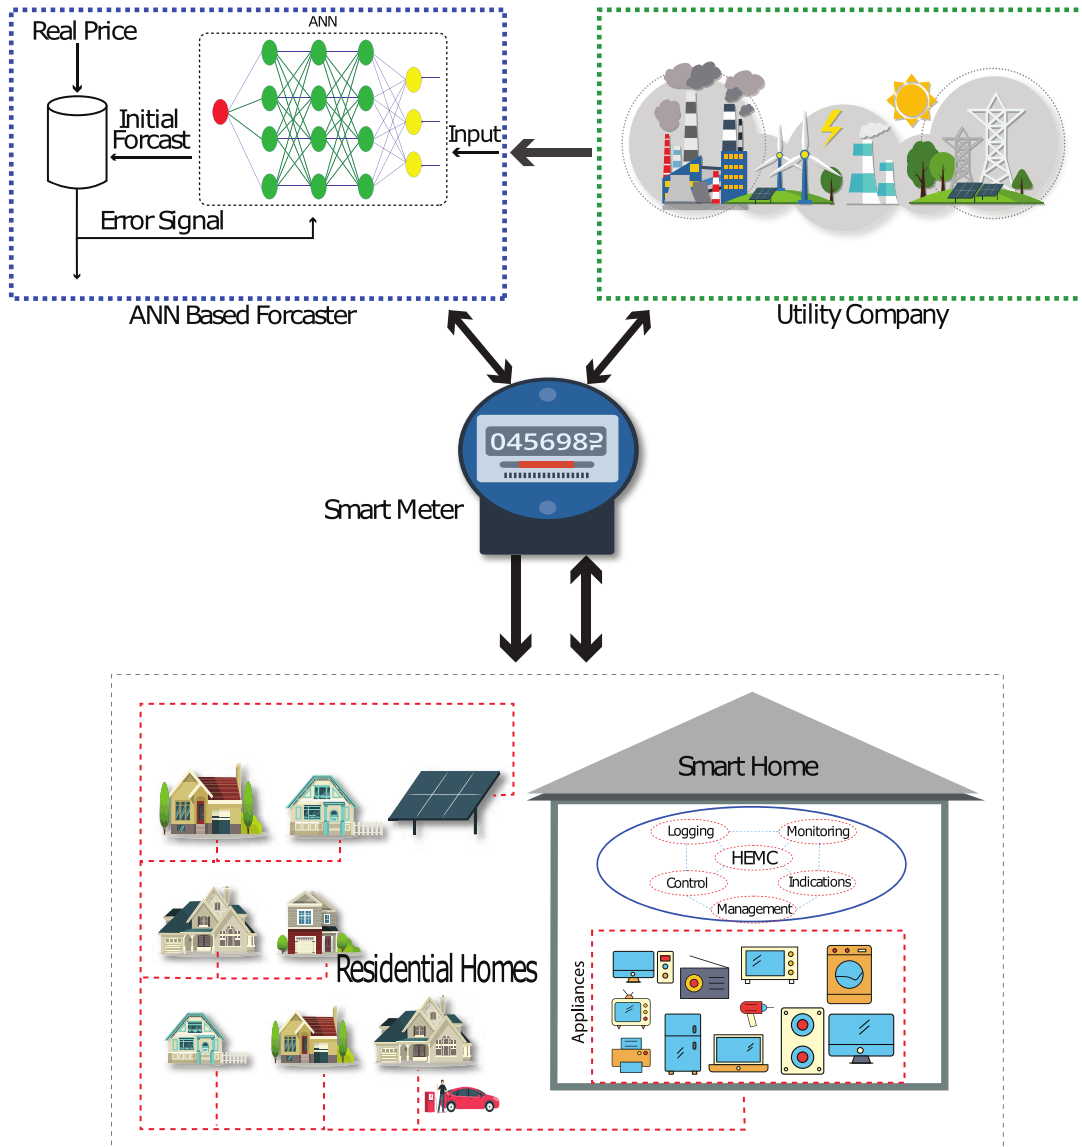 ANN
Real Price
Initial
Forcast
Input
Error Signal
ANN Based Forcaster
Utility Company
045698
Smart Meter
Smart Home
Logging
Monitoring
HEMC
Control
Indications
Management
Residential Homes
Appliances